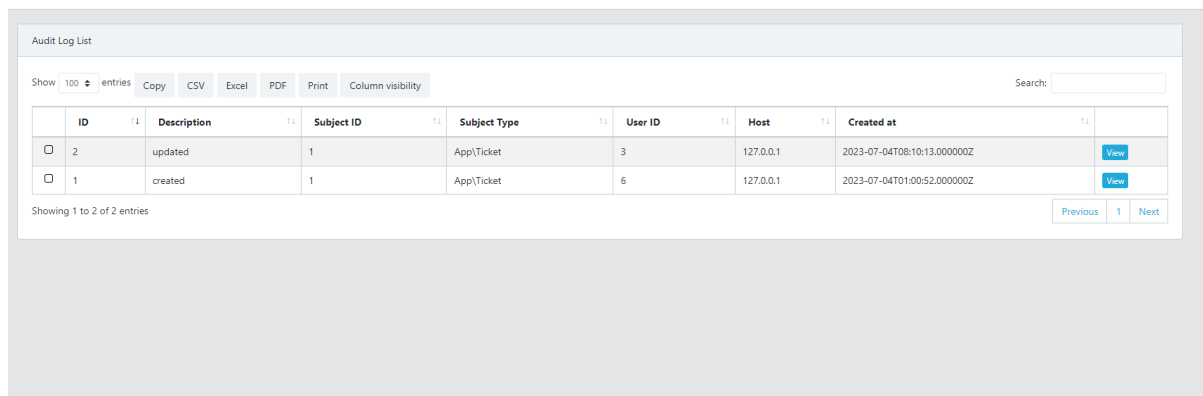 Audit Log List
Show 100 entries Copy CSV Excel PDF Print Column visibility Search:
ID Description Subject ID Subject Type User ID Host Created at
2 updated 1 App\Ticket 3 127.0.0.1 2023-07-04T08:10:13.000000Z View
1 created 1 App\Ticket 6 127.0.0.1 2023-07-04T01:00:52.000000Z View
Showing 1 to 2 of 2 entries Previous 1 Next